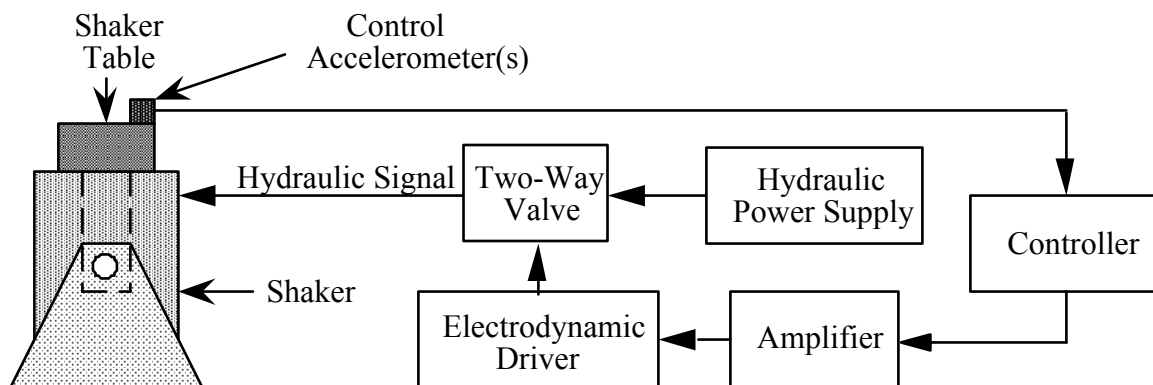 Shaker
Table
Control
Accelerometer(s)
Hydraulic Signal
Two-Way
Valve
Hydraulic
Power Supply
Controller
Shaker
Electrodynamic
Driver
Amplifier